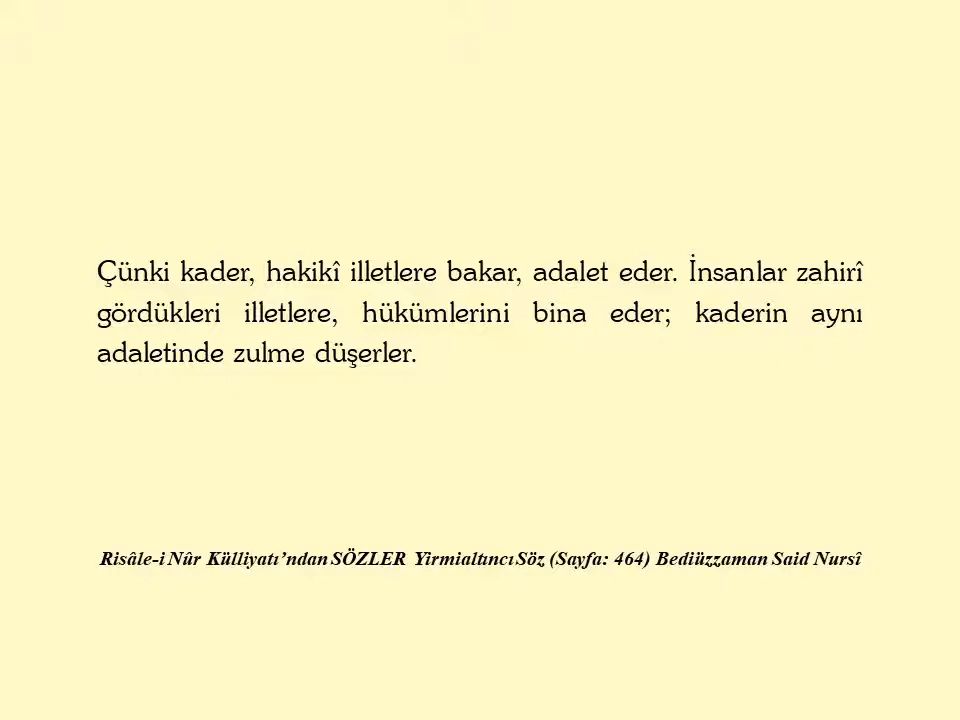 Çünki kader, hakikî illetlere bakar, adalet eder. İnsanlar zahirî
gördükleri illetlere, hükümlerini bina eder; kaderin aynı
adaletinde zulme düşerler.
Risâle-i Nûr Külliyatı’ndan SÖZLER Yirmialtıncı Söz (Sayfa: 464) Bediüzzaman Said Nursî